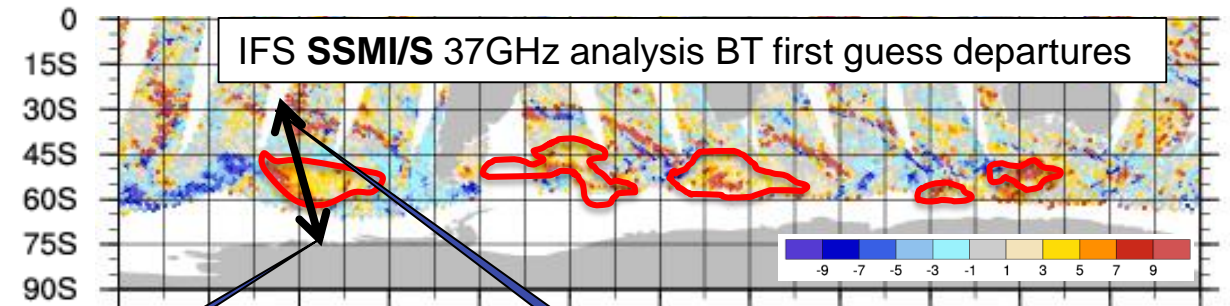 0
IFS SSMI/S 37GHz analysis BT first guess departures
15S
30S
45S
60S
75S
-9 -7 -5 -3 -1 1 3 5 7 9
90S